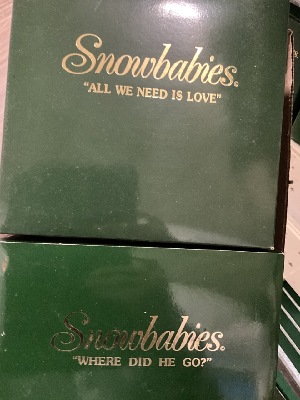 Snowbabies®
"ALL WE NEED IS LOVE"
Snowbabies®
"WHERE DID HE GO?"